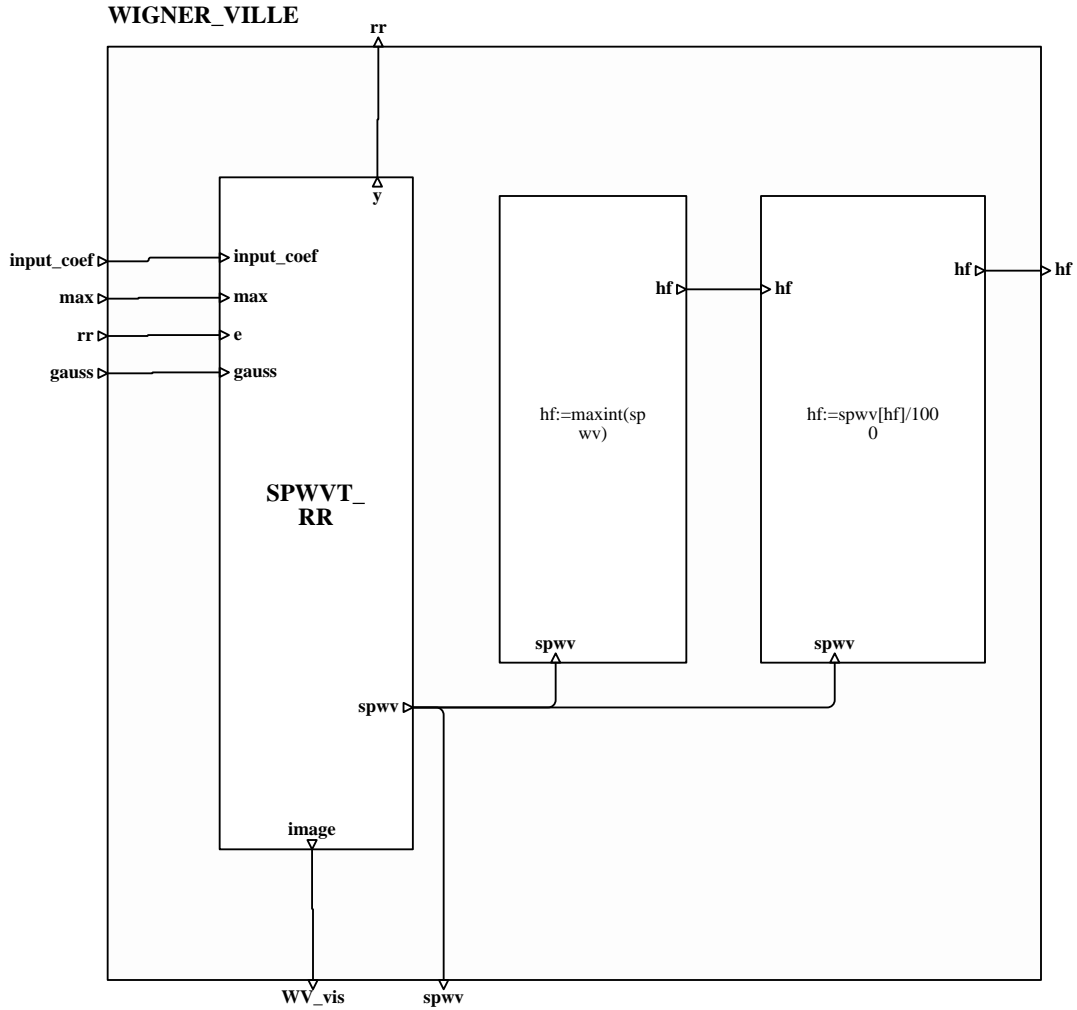 WIGNER_VILLE
rr
y
input_coef
input_coef
max
max
rr
e
gauss
gauss
SPWVT_
RR
spwv
image
WV_vis
spwv
hf
hf
hf:=maxint(sp
wv)
spwv
hf
hf
hf:=spwv[hf]/100
0
spwv